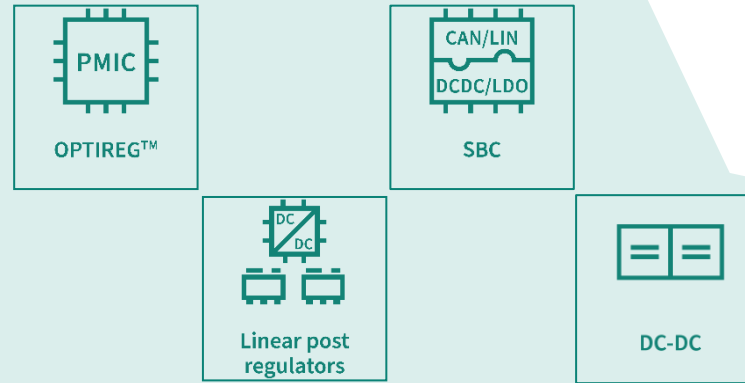 PMIC
OPTIREG™
CAN/LIN
DCDC/LDO
SBC
DC
DC
Linear post
regulators
DC-DC